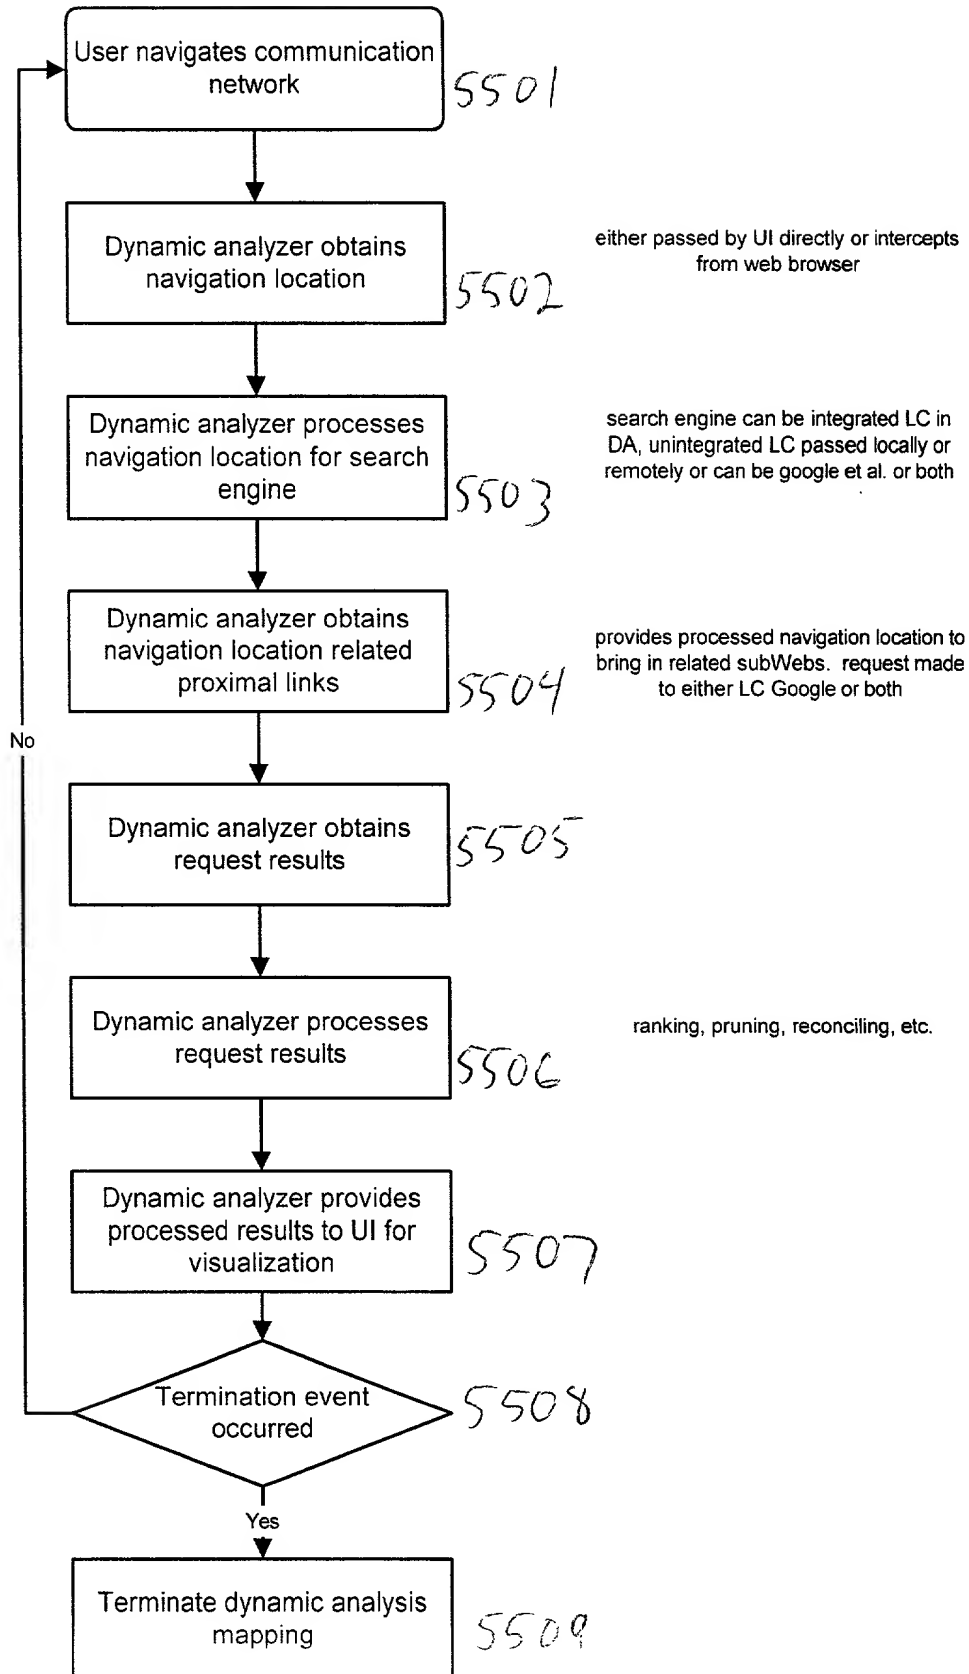 User navigates communication
network
5501
Dynamic analyzer obtains
navigation location
5502
either passed by UI directly or intercepts
from web browser
Dynamic analyzer processes
navigation location for search
engine
5503
search engine can be integrated LC in
DA, unintegrated LC passed locally or
remotely or can be google et al. or both
Dynamic analyzer obtains
navigation location related
proximal links
5504
provides processed navigation location to
bring in related subWebs. request made
to either LC Google or both
No
Dynamic analyzer obtains
request results
5505
Dynamic analyzer processes
request results
5506
ranking, pruning, reconciling, etc.
Dynamic analyzer provides
processed results to UI for
visualization
5507
Termination event
occurred
5508
Yes
Terminate dynamic analysis
mapping
5509